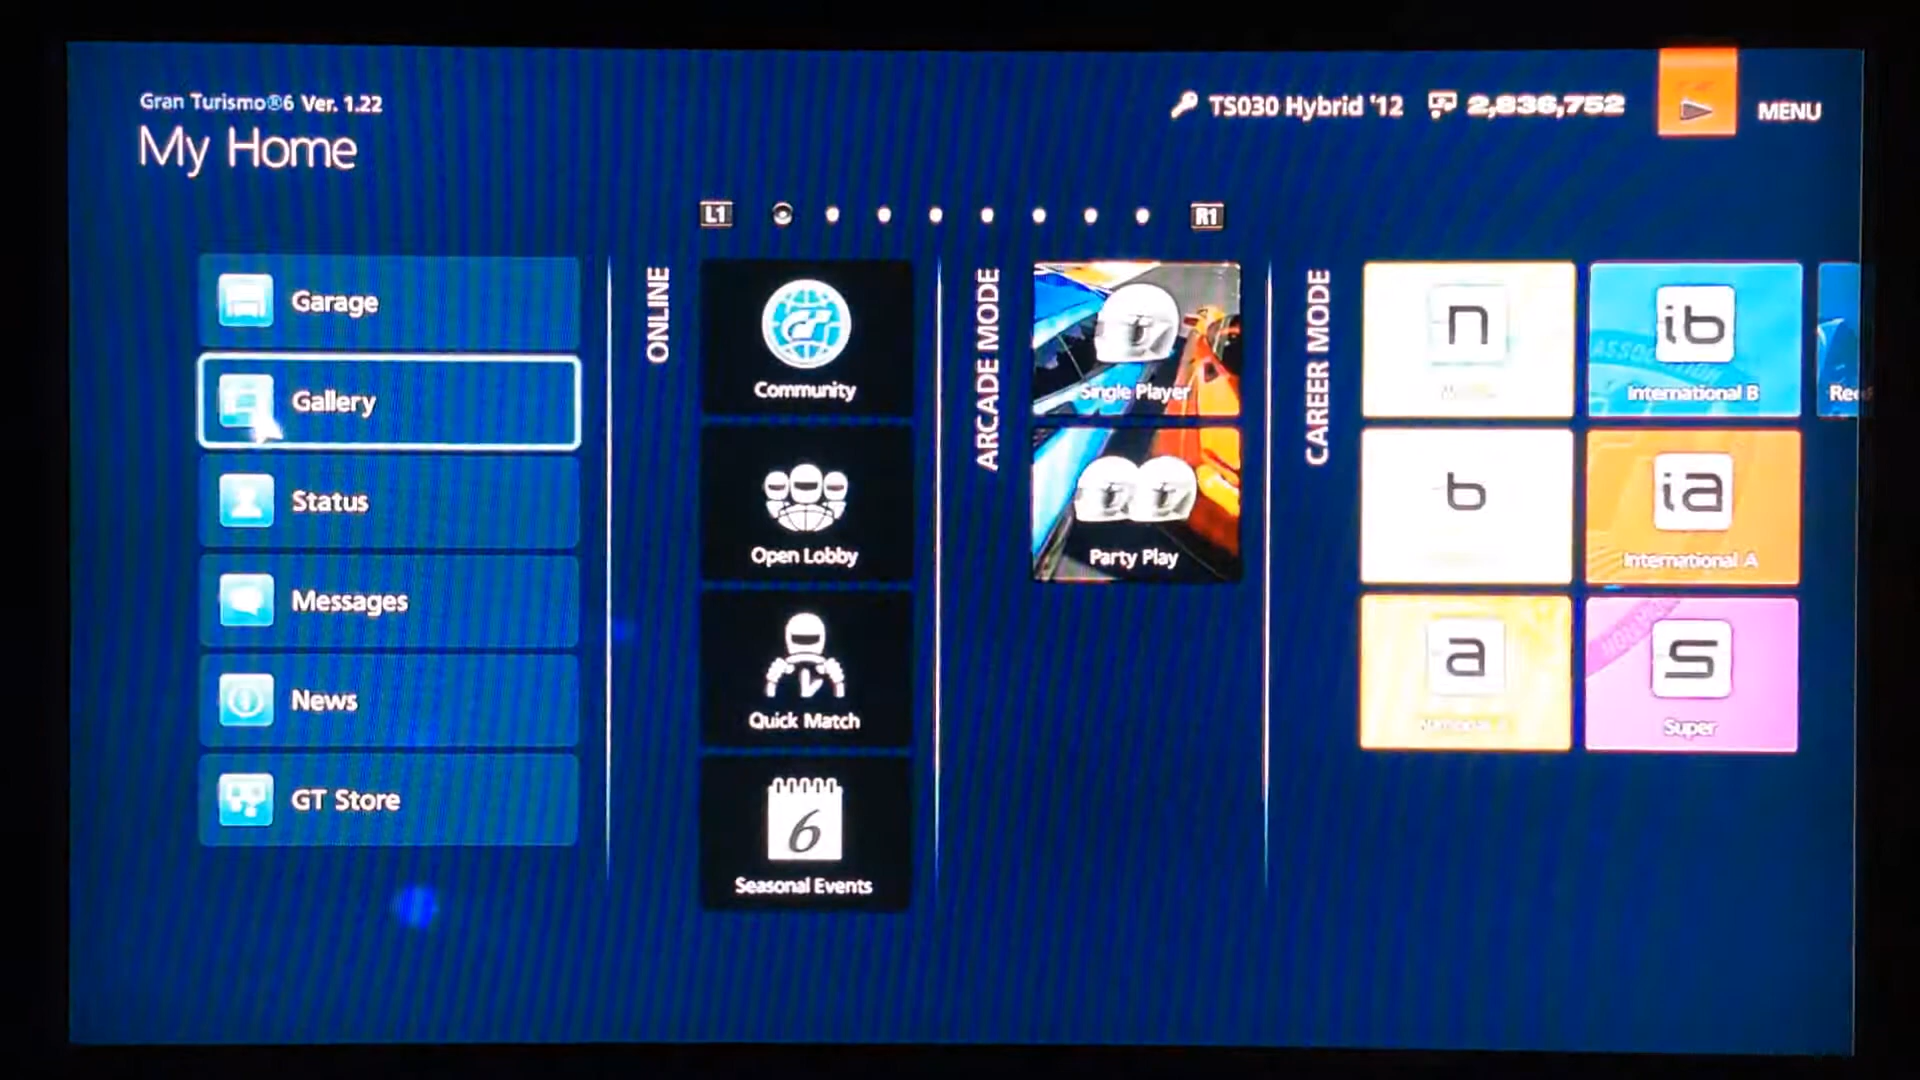 Gran Turismo®6 Ver. 1.22
My Home
TS030 Hybrid '12
2,836,752
MENU
L1
R1
Garage
Gallery
Status
Messages
News
GT Store
ONLINE
Community
Open Lobby
Quick Match
6
Seasonal Events
ARCADE MODE
Single Player
Party Play
CAREER MODE
n
b
a
ib
International B
ia
International A
S
Super